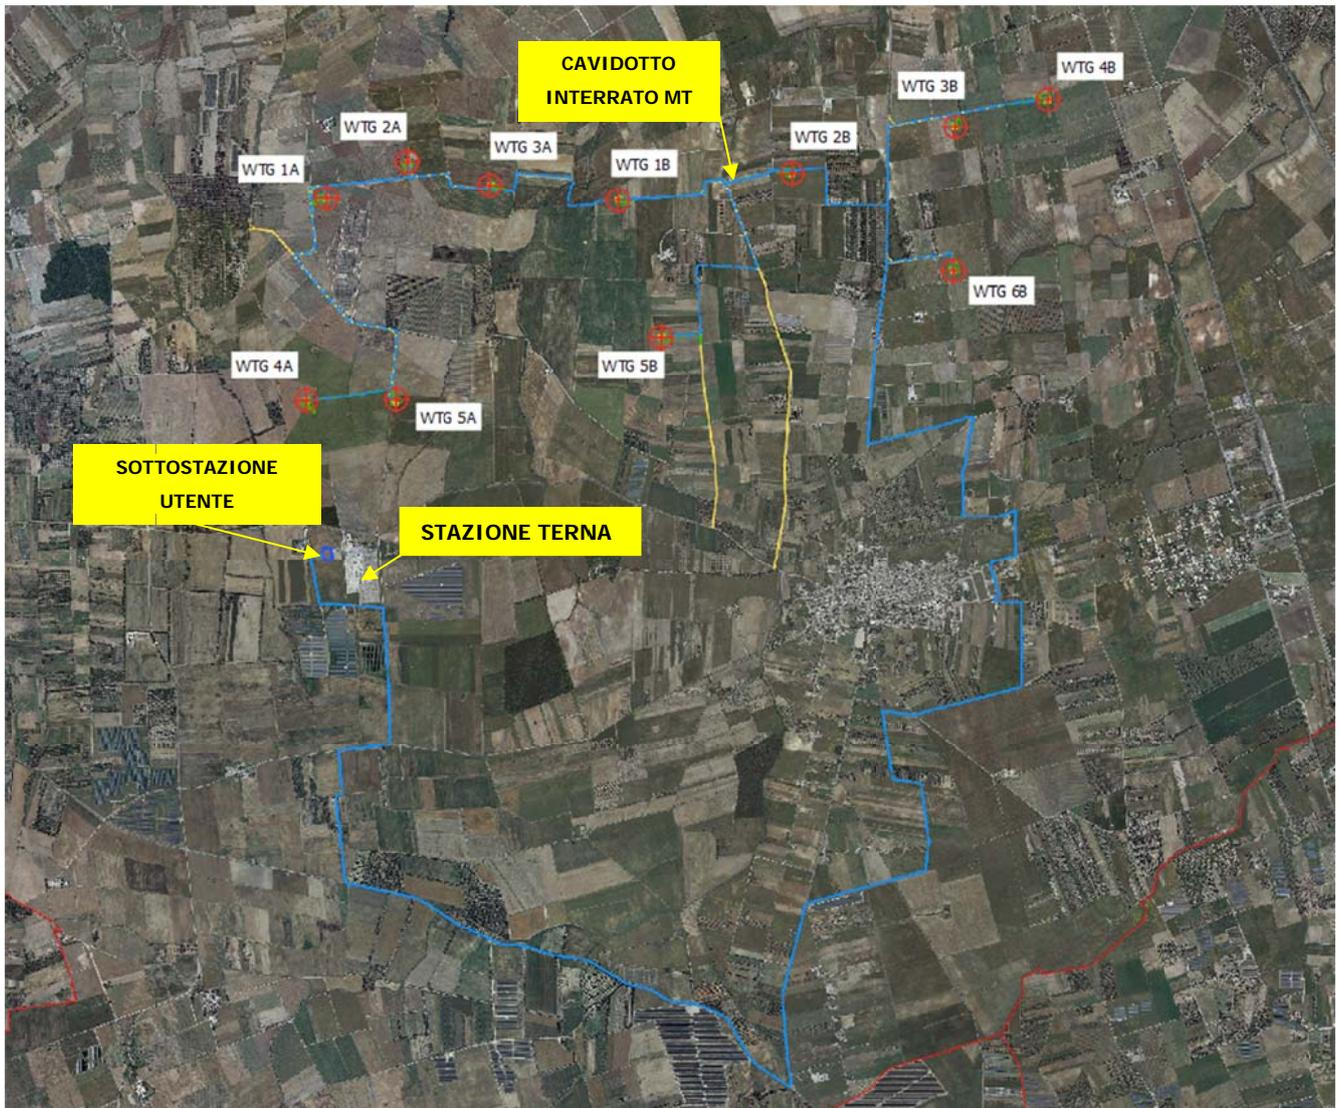 CAVIDOTTO
INTERRATO MT
WTG 4B
WTG 3B
WTG 2A
WTG 2B
WTG 3A
WTG 1A
WTG 1B
WTG 6B
WTG 4A
WTG 5B
WTG 5A
SOTTOSTAZIONE
UTENTE
STAZIONE TERNA